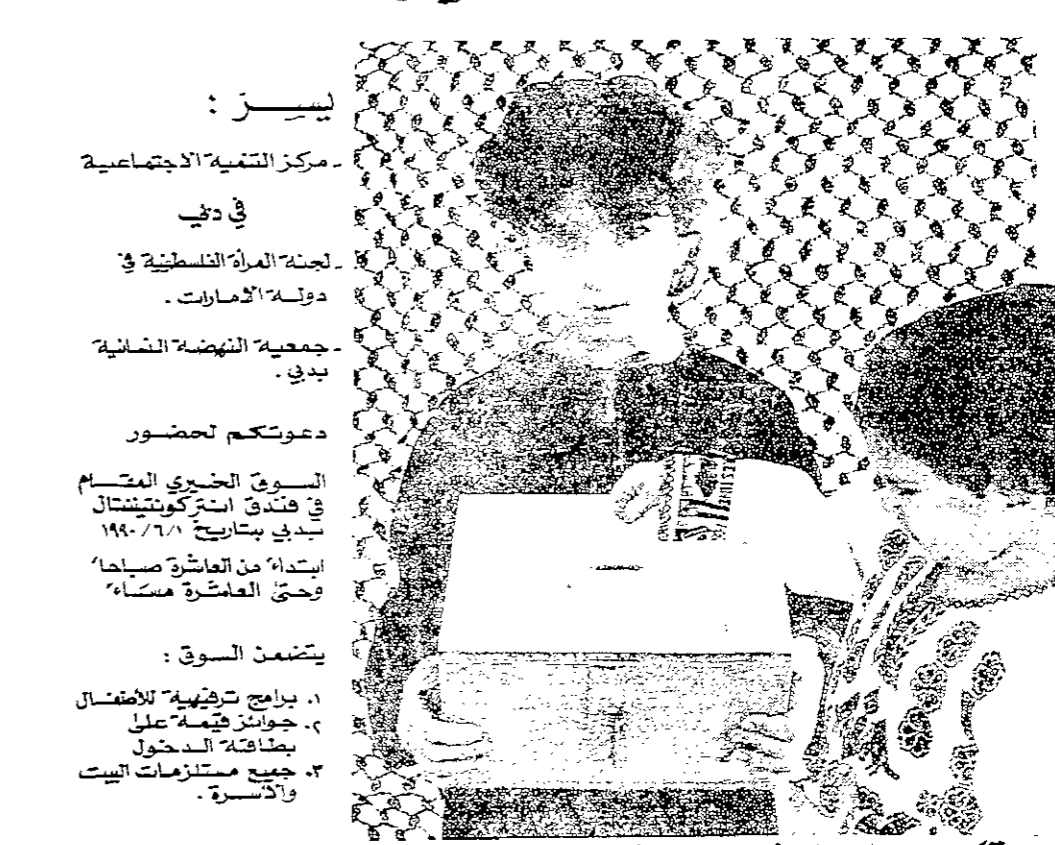 يسـرّ :
- مركز التنمية الاجتماعية
في دبي
- لجنة المرأة الفلسطينية في
دولة الامارات .
- جمعية النهضة النسائية
بدبي .
دعوتكم لحضور
السوق الخيري المقام
في فندق انتركونتيننتال
بدبي بتاريخ ١٩٩٠/٦/١
ابتداء من العاشرة صباحا
وحتى العاشرة مساء
يتضمن السوق :
١. برامج ترفيهية للأطفال
٢. جوائز قيمة على
بطاقة الدخول
٣. جميع مستلزمات البيت
والأسرة .